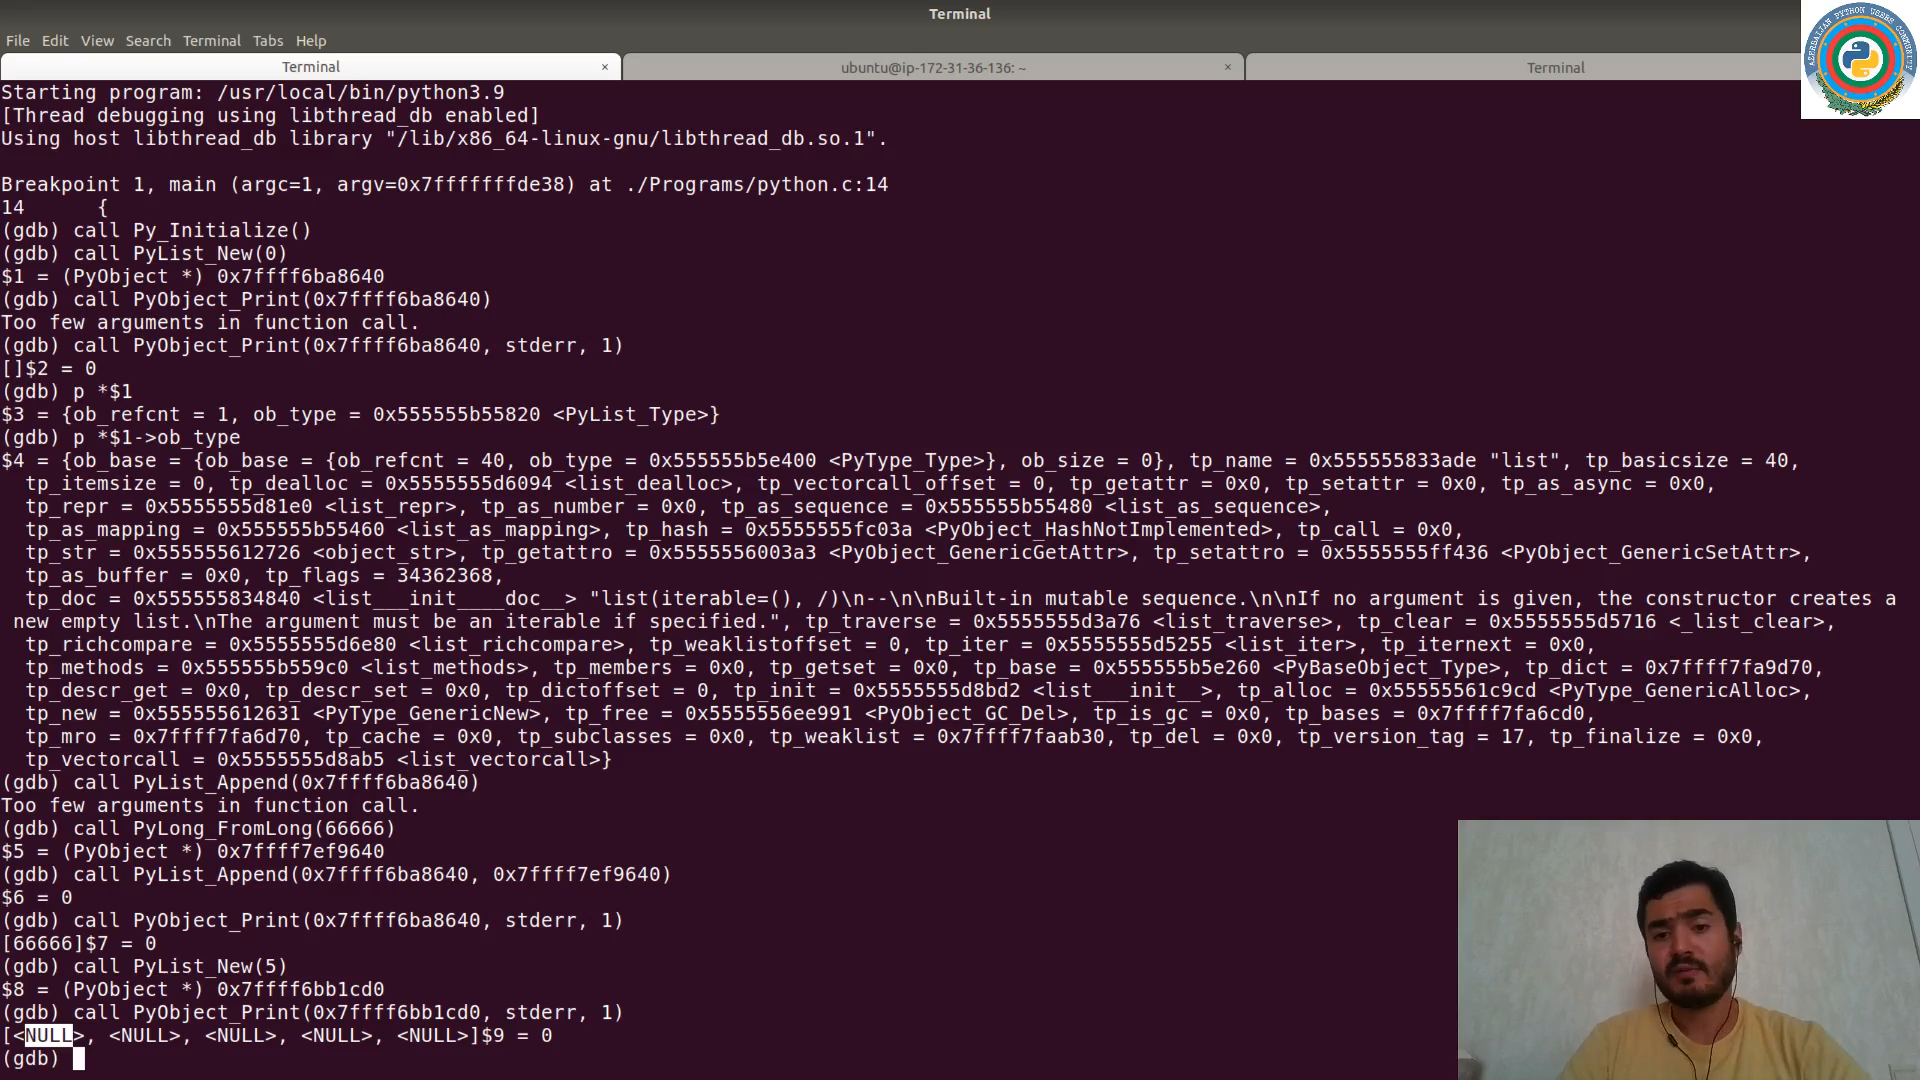 Terminal
File Edit View Search Terminal Tabs Help
Terminal × ubuntu@ip-172-31-36-136: ~ × Terminal
AZERBAIJAN PYTHON USERS COMMUNITY
Starting program: /usr/local/bin/python3.9
[Thread debugging using libthread_db enabled]
Using host libthread_db library "/lib/x86_64-linux-gnu/libthread_db.so.1".
Breakpoint 1, main (argc=1, argv=0x7fffffffde38) at ./Programs/python.c:14
14 {
(gdb) call Py_Initialize()
(gdb) call PyList_New(0)
$1 = (PyObject *) 0x7ffff6ba8640
(gdb) call PyObject_Print(0x7ffff6ba8640)
Too few arguments in function call.
(gdb) call PyObject_Print(0x7ffff6ba8640, stderr, 1)
[]$2 = 0
(gdb) p *$1
$3 = {ob_refcnt = 1, ob_type = 0x555555b55820 <PyList_Type>}
(gdb) p *$1->ob_type
$4 = {ob_base = {ob_base = {ob_refcnt = 40, ob_type = 0x555555b5e400 <PyType_Type>}, ob_size = 0}, tp_name = 0x555555833ade "list", tp_basicsize = 40,
tp_itemsize = 0, tp_dealloc = 0x5555555d6094 <list_dealloc>, tp_vectorcall_offset = 0, tp_getattr = 0x0, tp_setattr = 0x0, tp_as_async = 0x0,
tp_repr = 0x5555555d81e0 <list_repr>, tp_as_number = 0x0, tp_as_sequence = 0x555555b55480 <list_as_sequence>,
tp_as_mapping = 0x555555b55460 <list_as_mapping>, tp_hash = 0x5555555fc03a <PyObject_HashNotImplemented>, tp_call = 0x0,
tp_str = 0x555555612726 <object_str>, tp_getattro = 0x5555556003a3 <PyObject_GenericGetAttr>, tp_setattro = 0x5555555ff436 <PyObject_GenericSetAttr>,
tp_as_buffer = 0x0, tp_flags = 34362368,
tp_doc = 0x555555834840 <list___init____doc__> "list(iterable=(), /)\n--\n\nBuilt-in mutable sequence.\n\nIf no argument is given, the constructor creates a
new empty list.\nThe argument must be an iterable if specified.", tp_traverse = 0x5555555d3a76 <list_traverse>, tp_clear = 0x5555555d5716 <_list_clear>,
tp_richcompare = 0x5555555d6e80 <list_richcompare>, tp_weaklistoffset = 0, tp_iter = 0x5555555d5255 <list_iter>, tp_iternext = 0x0,
tp_methods = 0x555555b559c0 <list_methods>, tp_members = 0x0, tp_getset = 0x0, tp_base = 0x555555b5e260 <PyBaseObject_Type>, tp_dict = 0x7ffff7fa9d70,
tp_descr_get = 0x0, tp_descr_set = 0x0, tp_dictoffset = 0, tp_init = 0x5555555d8bd2 <list___init__>, tp_alloc = 0x55555561c9cd <PyType_GenericAlloc>,
tp_new = 0x555555612631 <PyType_GenericNew>, tp_free = 0x5555556ee991 <PyObject_GC_Del>, tp_is_gc = 0x0, tp_bases = 0x7ffff7fa6cd0,
tp_mro = 0x7ffff7fa6d70, tp_cache = 0x0, tp_subclasses = 0x0, tp_weaklist = 0x7ffff7faab30, tp_del = 0x0, tp_version_tag = 17, tp_finalize = 0x0,
tp_vectorcall = 0x5555555d8ab5 <list_vectorcall>}
(gdb) call PyList_Append(0x7ffff6ba8640)
Too few arguments in function call.
(gdb) call PyLong_FromLong(66666)
$5 = (PyObject *) 0x7ffff7ef9640
(gdb) call PyList_Append(0x7ffff6ba8640, 0x7ffff7ef9640)
$6 = 0
(gdb) call PyObject_Print(0x7ffff6ba8640, stderr, 1)
[66666]$7 = 0
(gdb) call PyList_New(5)
$8 = (PyObject *) 0x7ffff6bb1cd0
(gdb) call PyObject_Print(0x7ffff6bb1cd0, stderr, 1)
[<NULL>, <NULL>, <NULL>, <NULL>, <NULL>]$9 = 0
(gdb)